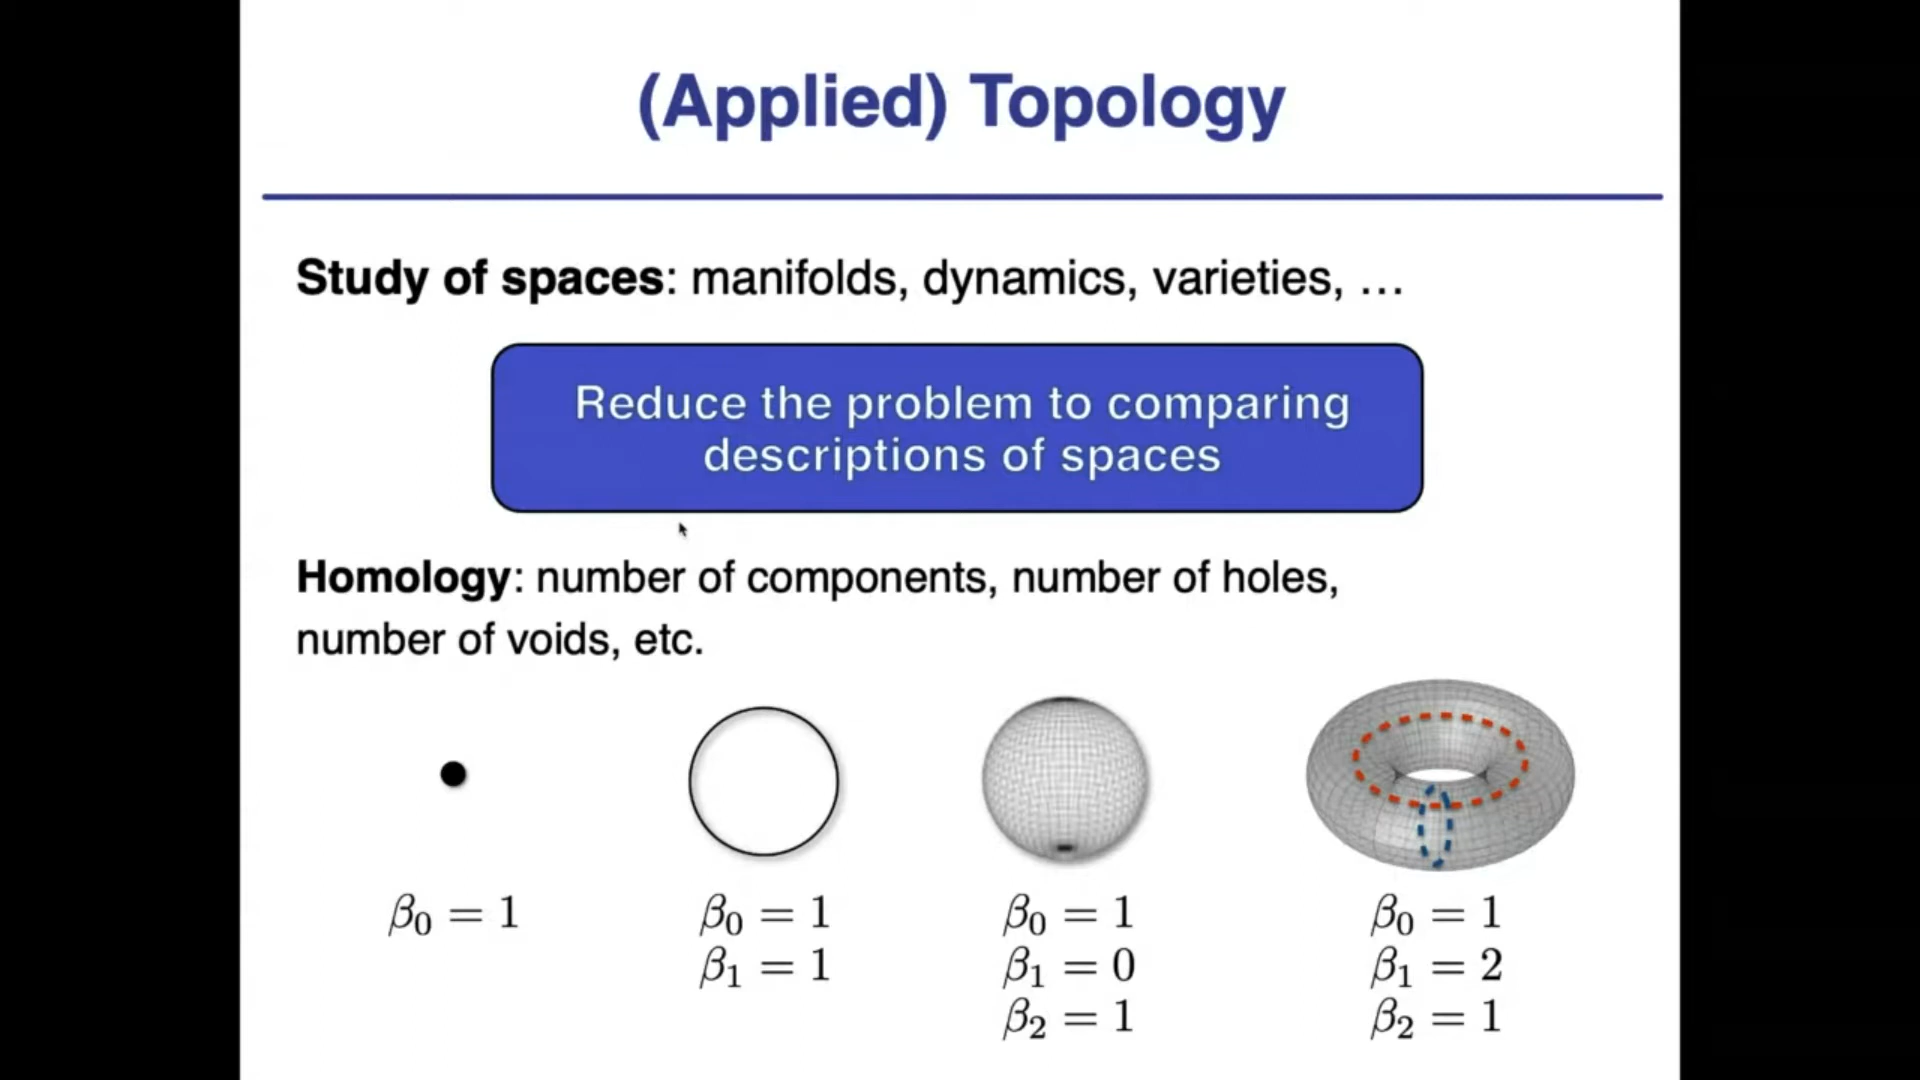 (Applied) Topology
Study of spaces: manifolds, dynamics, varieties, …
Reduce the problem to comparing
descriptions of spaces
Homology: number of components, number of holes,
number of voids, etc.
β₀ = 1
β₀ = 1
β₁ = 1
β₀ = 1
β₁ = 0
β₂ = 1
β₀ = 1
β₁ = 2
β₂ = 1